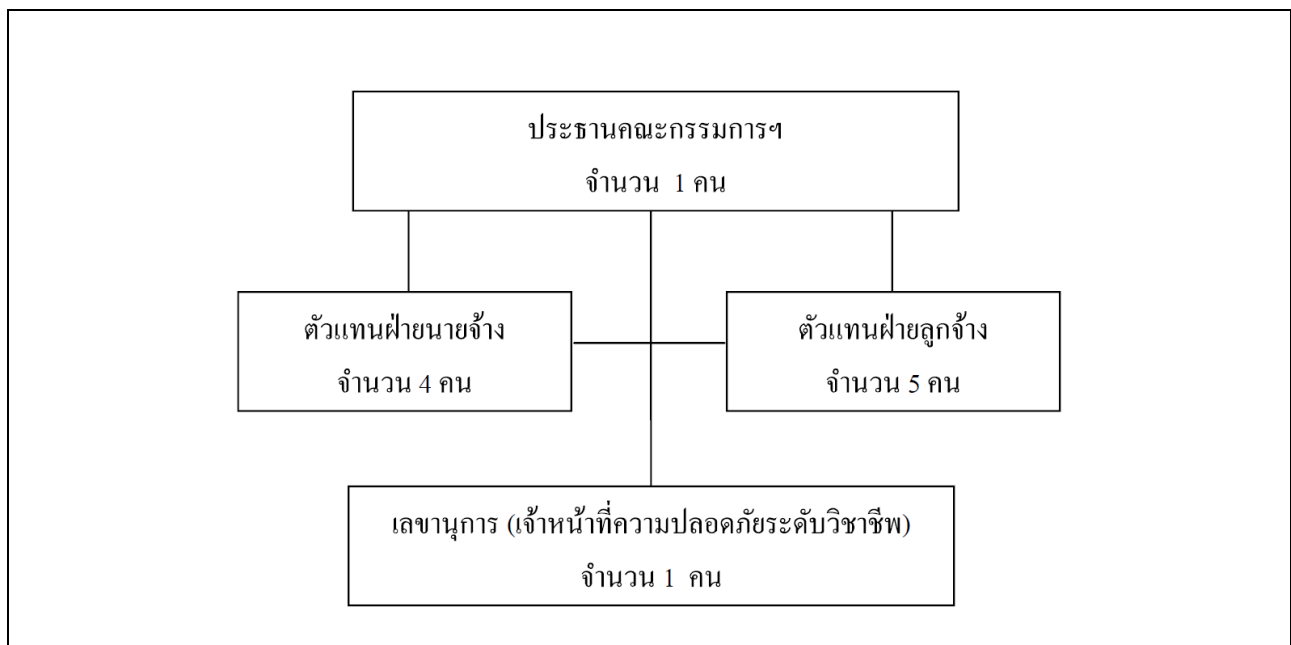 ประธานคณะกรรมการฯ
จำนวน 1 คน
ตัวแทนฝ่ายนายจ้าง
จำนวน 4 คน
ตัวแทนฝ่ายลูกจ้าง
จำนวน 5 คน
เลขานุการ (เจ้าหน้าที่ความปลอดภัยระดับวิชาชีพ)
จำนวน 1 คน